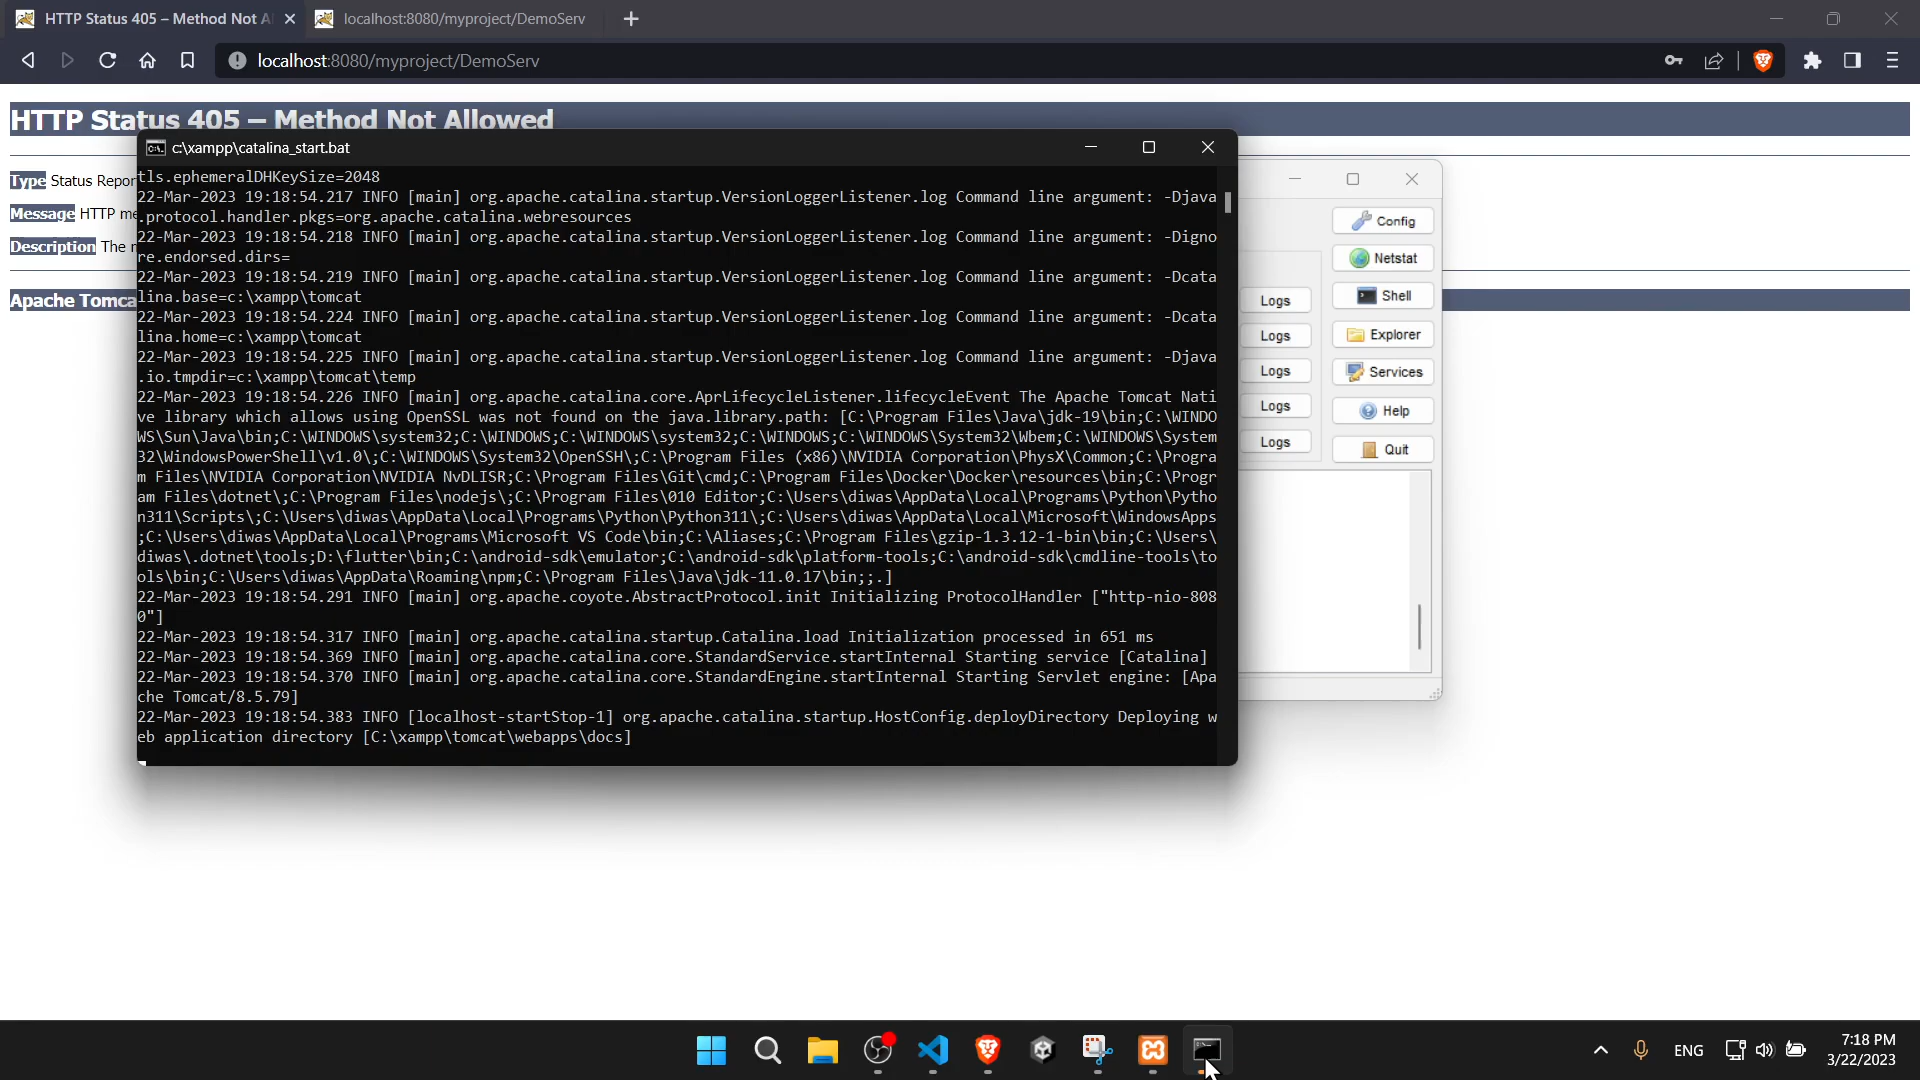 HTTP Status 405 – Method Not A
localhost:8080/myproject/DemoServ
localhost:8080/myproject/DemoServ
HTTP Status 405 – Method Not Allowed
Type Status Repor
Message HTTP me
Description The r
Apache Tomca
c:\xampp\catalina_start.bat
tls.ephemeralDHKeySize=2048
22-Mar-2023 19:18:54.217 INFO [main] org.apache.catalina.startup.VersionLoggerListener.log Command line argument: -Djava
.protocol.handler.pkgs=org.apache.catalina.webresources
22-Mar-2023 19:18:54.218 INFO [main] org.apache.catalina.startup.VersionLoggerListener.log Command line argument: -Digno
re.endorsed.dirs=
22-Mar-2023 19:18:54.219 INFO [main] org.apache.catalina.startup.VersionLoggerListener.log Command line argument: -Dcata
lina.base=c:\xampp\tomcat
22-Mar-2023 19:18:54.224 INFO [main] org.apache.catalina.startup.VersionLoggerListener.log Command line argument: -Dcata
lina.home=c:\xampp\tomcat
22-Mar-2023 19:18:54.225 INFO [main] org.apache.catalina.startup.VersionLoggerListener.log Command line argument: -Djava
.io.tmpdir=c:\xampp\tomcat\temp
22-Mar-2023 19:18:54.226 INFO [main] org.apache.catalina.core.AprLifecycleListener.lifecycleEvent The Apache Tomcat Nati
ve library which allows using OpenSSL was not found on the java.library.path: [C:\Program Files\Java\jdk-19\bin;C:\WINDO
WS\Sun\Java\bin;C:\WINDOWS\system32;C:\WINDOWS;C:\WINDOWS\system32;C:\WINDOWS;C:\WINDOWS\System32\Wbem;C:\WINDOWS\System
32\WindowsPowerShell\v1.0\;C:\WINDOWS\System32\OpenSSH\;C:\Program Files (x86)\NVIDIA Corporation\PhysX\Common;C:\Progra
m Files\NVIDIA Corporation\NVIDIA NvDLISR;C:\Program Files\Git\cmd;C:\Program Files\Docker\Docker\resources\bin;C:\Progr
am Files\dotnet\;C:\Program Files\nodejs\;C:\Program Files\010 Editor;C:\Users\diwas\AppData\Local\Programs\Python\Pytho
n311\Scripts\;C:\Users\diwas\AppData\Local\Programs\Python\Python311\;C:\Users\diwas\AppData\Local\Microsoft\WindowsApps
;C:\Users\diwas\AppData\Local\Programs\Microsoft VS Code\bin;C:\Aliases;C:\Program Files\gzip-1.3.12-1-bin\bin;C:\Users\
diwas\.dotnet\tools;D:\flutter\bin;C:\android-sdk\emulator;C:\android-sdk\platform-tools;C:\android-sdk\cmdline-tools\to
ols\bin;C:\Users\diwas\AppData\Roaming\npm;C:\Program Files\Java\jdk-11.0.17\bin;;.]
22-Mar-2023 19:18:54.291 INFO [main] org.apache.coyote.AbstractProtocol.init Initializing ProtocolHandler ["http-nio-808
0"]
22-Mar-2023 19:18:54.317 INFO [main] org.apache.catalina.startup.Catalina.load Initialization processed in 651 ms
22-Mar-2023 19:18:54.369 INFO [main] org.apache.catalina.core.StandardService.startInternal Starting service [Catalina]
22-Mar-2023 19:18:54.370 INFO [main] org.apache.catalina.core.StandardEngine.startInternal Starting Servlet engine: [Apa
che Tomcat/8.5.79]
22-Mar-2023 19:18:54.383 INFO [localhost-startStop-1] org.apache.catalina.startup.HostConfig.deployDirectory Deploying w
eb application directory [C:\xampp\tomcat\webapps\docs]
Config
Netstat
Logs
Shell
Logs
Explorer
Logs
Services
Logs
Help
Logs
Quit
ENG
7:18 PM
3/22/2023